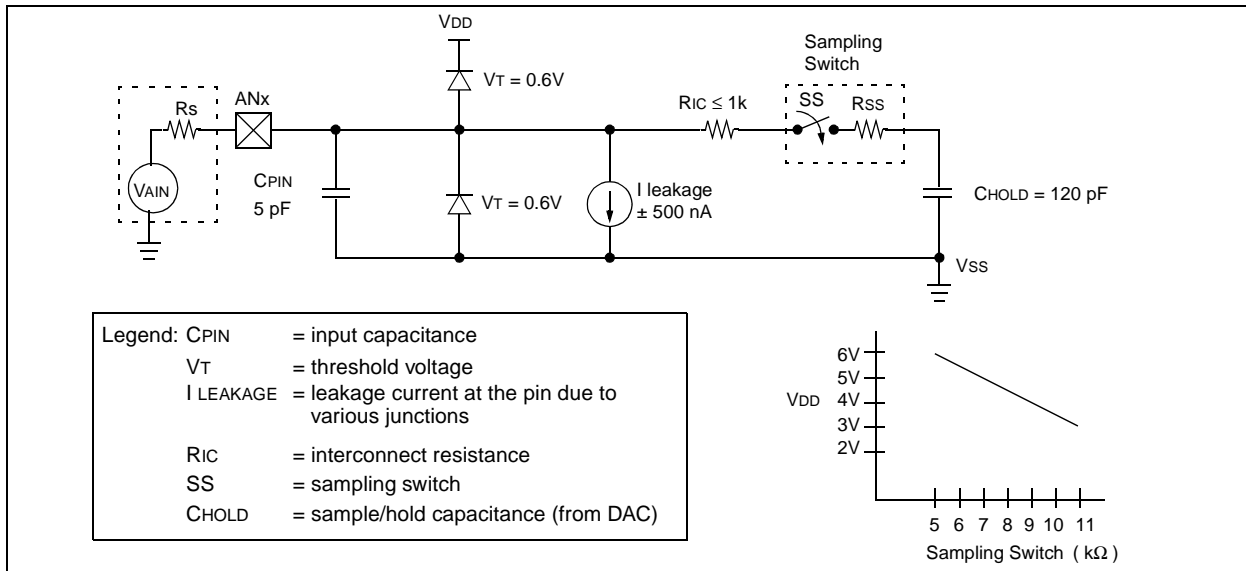 VDD
Sampling
Switch
VT = 0.6V
ANx
RS
RIC ≤ 1k
SS
RSS
VAIN
CPIN
5 pF
VT = 0.6V
I leakage
± 500 nA
CHOLD = 120 pF
VSS
Legend: CPIN = input capacitance
VT = threshold voltage
I LEAKAGE = leakage current at the pin due to
various junctions
RIC = interconnect resistance
SS = sampling switch
CHOLD = sample/hold capacitance (from DAC)
VDD
6V
5V
4V
3V
2V
5 6 7 8 9 10 11
Sampling Switch ( kΩ )